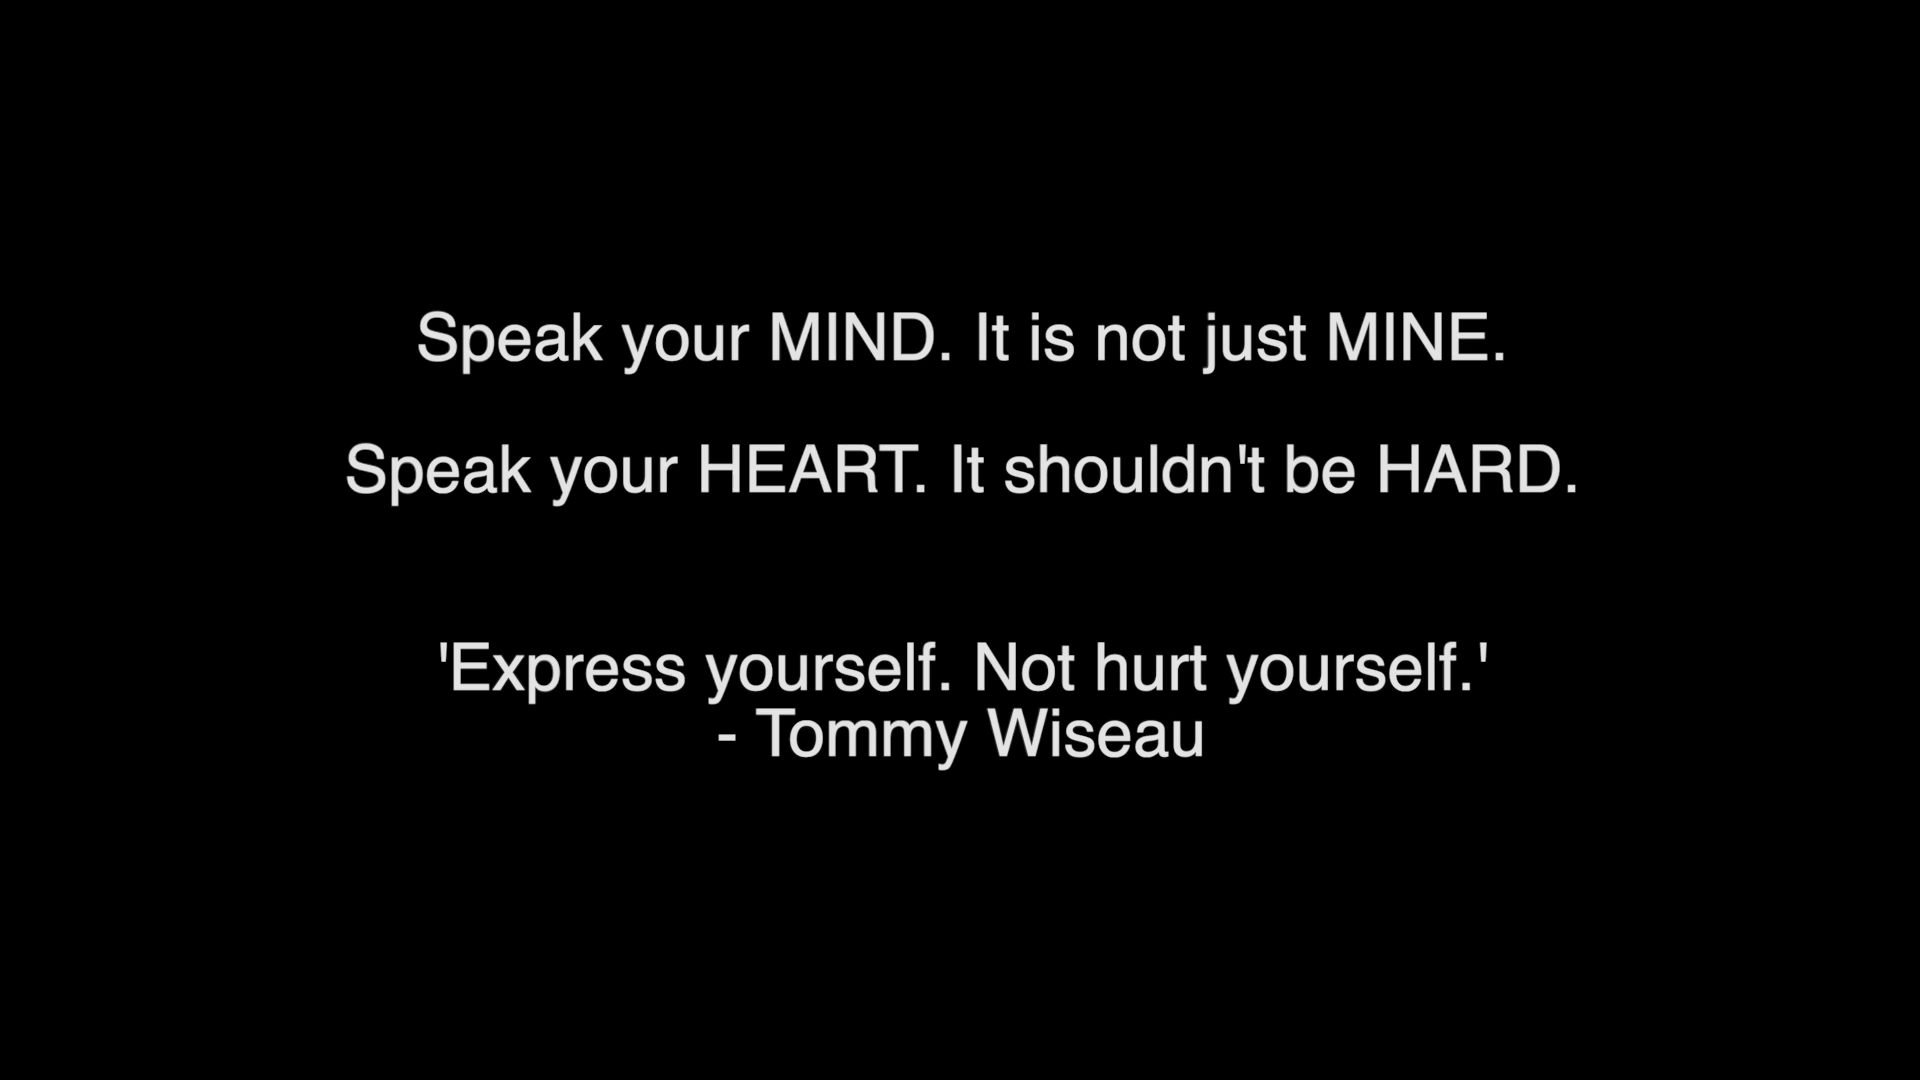 Speak your MIND. It is not just MINE.
Speak your HEART. It shouldn't be HARD.
'Express yourself. Not hurt yourself.'
- Tommy Wiseau